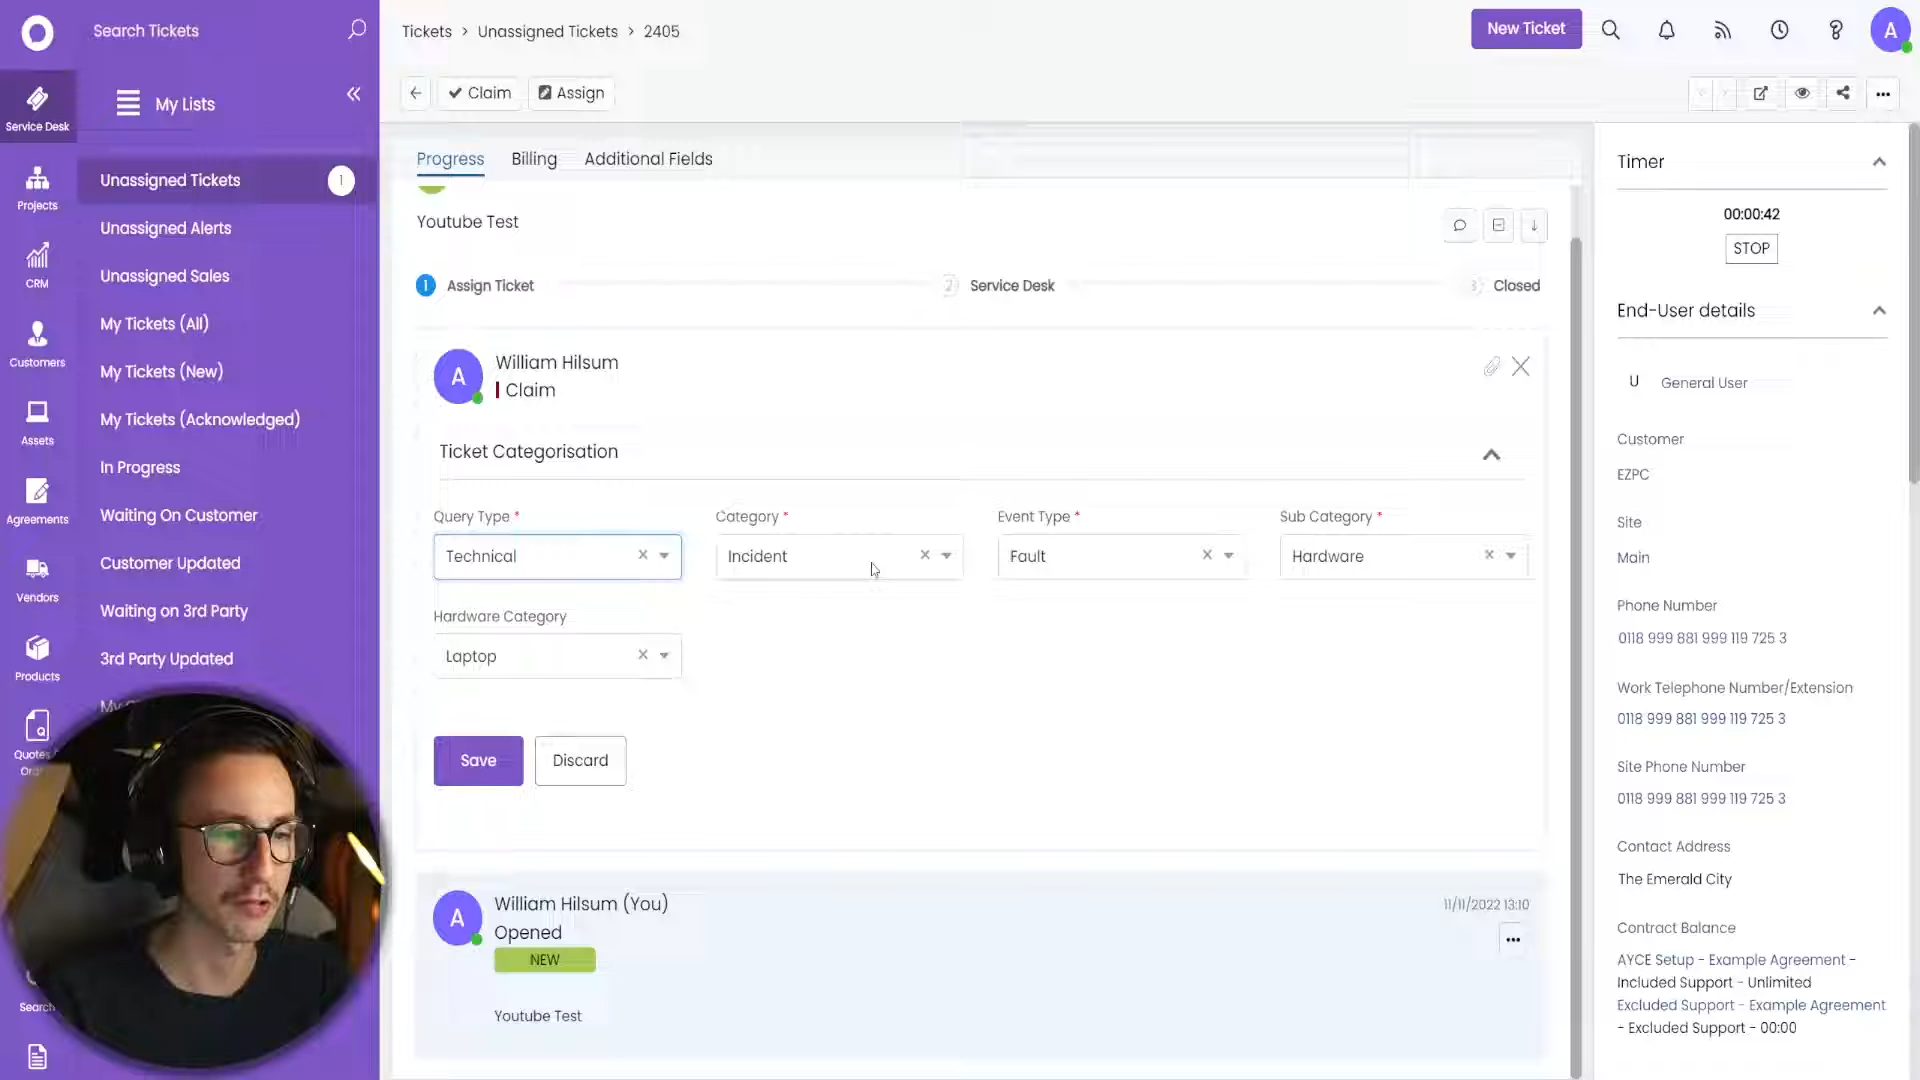 Search Tickets
Tickets > Unassigned Tickets > 2405
New Ticket
A
Service Desk
My Lists
Claim
Assign
Unassigned Tickets
1
Unassigned Alerts
Unassigned Sales
My Tickets (All)
My Tickets (New)
My Tickets (Acknowledged)
In Progress
Waiting On Customer
Customer Updated
Waiting on 3rd Party
3rd Party Updated
Projects
CRM
Customers
Assets
Agreements
Vendors
Products
Quotes
Search
Progress
Billing
Additional Fields
Youtube Test
1 Assign Ticket
2 Service Desk
3 Closed
A
William Hilsum
Claim
Ticket Categorisation
Query Type *
Category *
Event Type *
Sub Category *
Technical
Incident
Fault
Hardware
Hardware Category
Laptop
Save
Discard
A
William Hilsum (You)
11/11/2022 13:10
Opened
NEW
Youtube Test
Timer
00:00:42
STOP
End-User details
U General User
Customer
EZPC
Site
Main
Phone Number
0118 999 881 999 119 725 3
Work Telephone Number/Extension
0118 999 881 999 119 725 3
Site Phone Number
0118 999 881 999 119 725 3
Contact Address
The Emerald City
Contract Balance
AYCE Setup - Example Agreement -
Included Support - Unlimited
Excluded Support - Example Agreement
- Excluded Support - 00:00